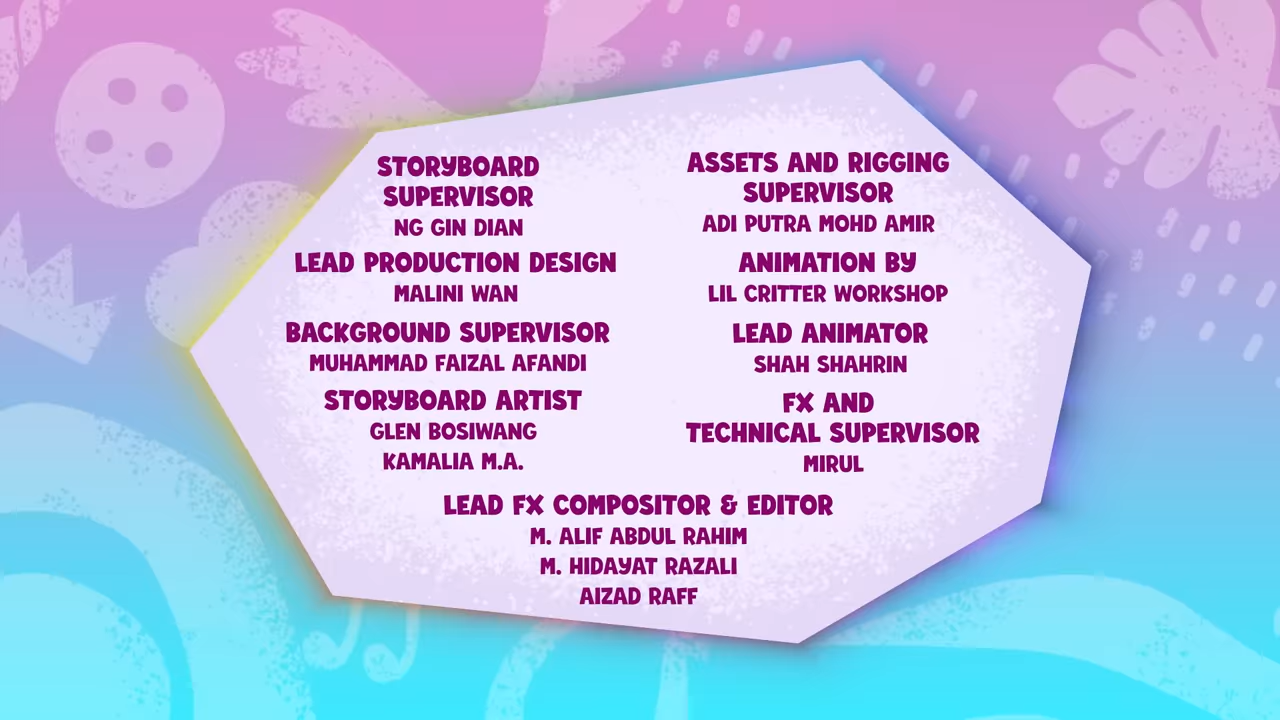 STORYBOARD
SUPERVISOR
NG GIN DIAN
LEAD PRODUCTION DESIGN
MALINI WAN
BACKGROUND SUPERVISOR
MUHAMMAD FAIZAL AFANDI
STORYBOARD ARTIST
GLEN BOSIWANG
KAMALIA M.A.
ASSETS AND RIGGING
SUPERVISOR
ADI PUTRA MOHD AMIR
ANIMATION BY
LIL CRITTER WORKSHOP
LEAD ANIMATOR
SHAH SHAHRIN
FX AND
TECHNICAL SUPERVISOR
MIRUL
LEAD FX COMPOSITOR & EDITOR
M. ALIF ABDUL RAHIM
M. HIDAYAT RAZALI
AIZAD RAFF